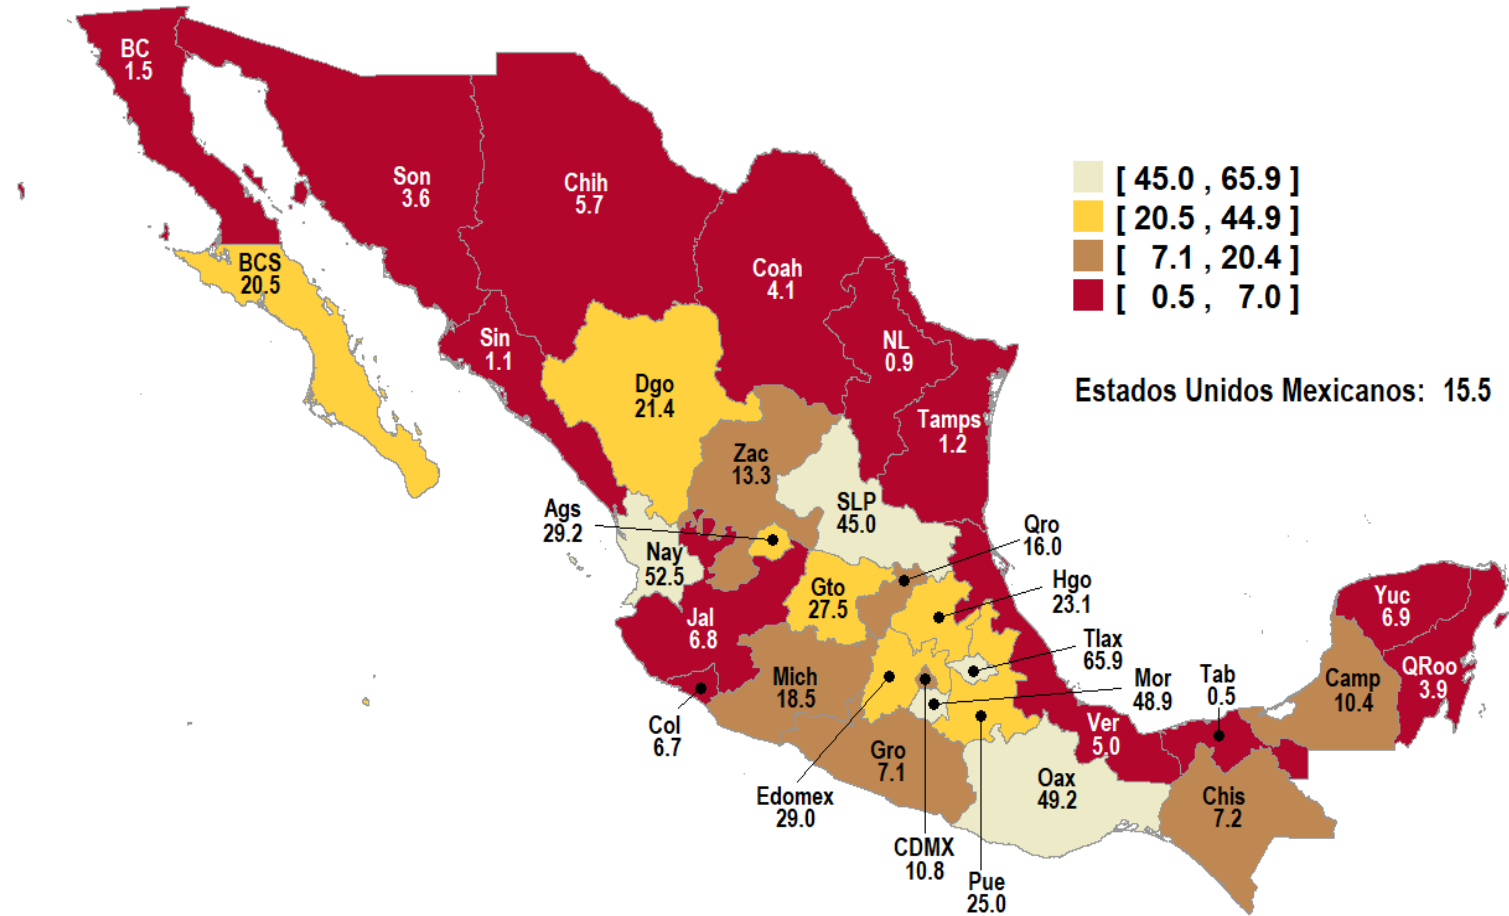 BC
1.5
Son
3.6
Chih
5.7
[ 45.0 , 65.9 ]
[ 20.5 , 44.9 ]
[ 7.1 , 20.4 ]
[ 0.5 , 7.0 ]
BCS
20.5
Coah
4.1
Sin
1.1
NL
0.9
Estados Unidos Mexicanos: 15.5
Dgo
21.4
Tamps
1.2
Zac
13.3
SLP
45.0
Ags
29.2
Qro
16.0
Nay
52.5
Hgo
23.1
Gto
27.5
Yuc
6.9
Jal
6.8
Tlax
65.9
QRoo
3.9
Mich
18.5
Mor
48.9
Tab
0.5
Camp
10.4
Col
6.7
Ver
5.0
Gro
7.1
Oax
49.2
Edomex
29.0
Chis
7.2
CDMX
10.8
Pue
25.0